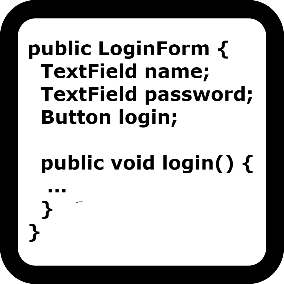 public LoginForm {
  TextField name;
  TextField password;
  Button login;

  public void login() {
   ...
  }
}